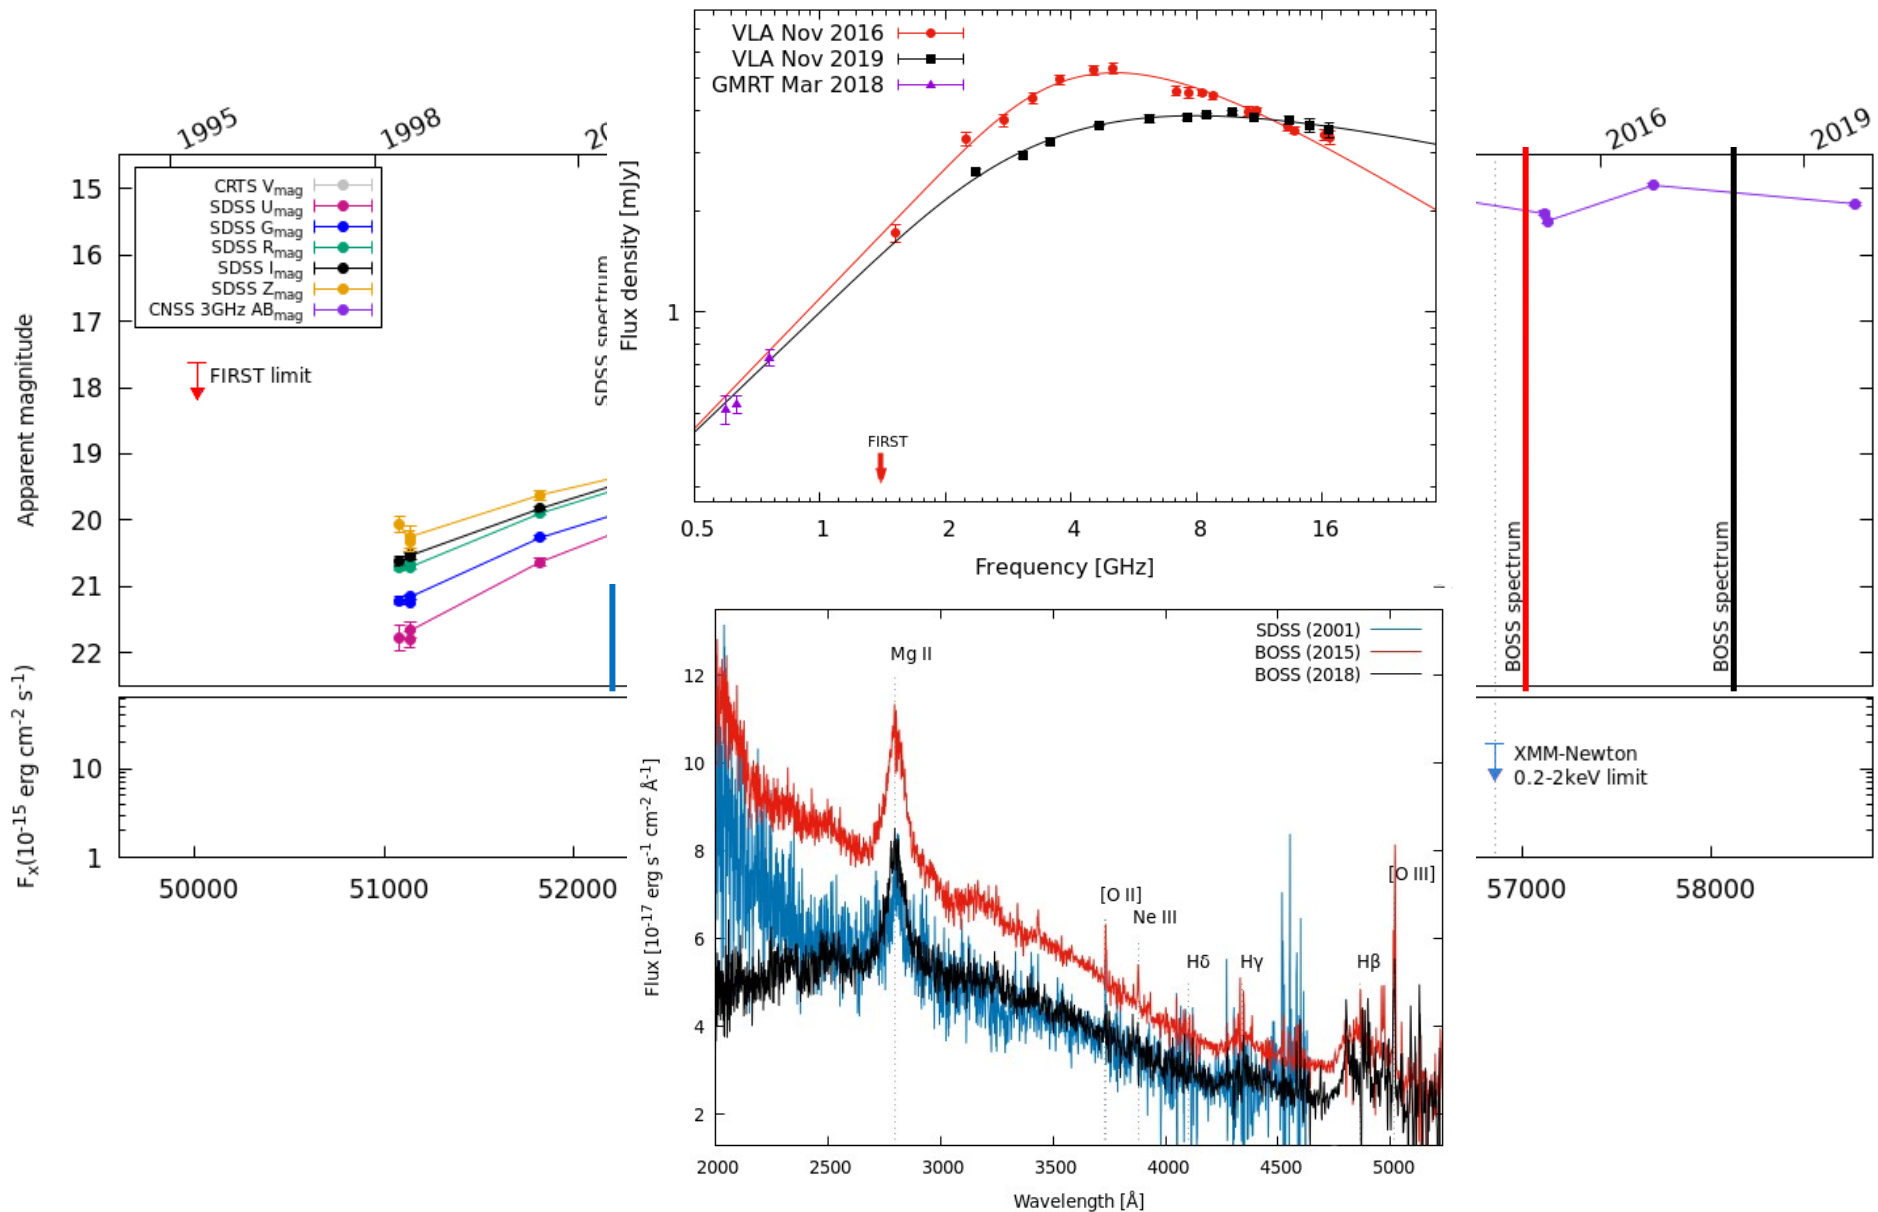 1995
1998
2016
2019
15
16
17
18
19
20
21
22
Apparent magnitude
CRTS Vmag
SDSS Umag
SDSS Gmag
SDSS Rmag
SDSS Imag
SDSS Zmag
CNSS 3GHz ABmag
FIRST limit
SDSS spectrum
BOSS spectrum
BOSS spectrum
10
1
Fx(10-15 erg cm-2 s-1)
50000
51000
52000
57000
58000
XMM-Newton
0.2-2keV limit
VLA Nov 2016
VLA Nov 2019
GMRT Mar 2018
Flux density [mJy]
1
FIRST
0.5
1
2
4
8
16
Frequency [GHz]
SDSS (2001)
BOSS (2015)
BOSS (2018)
Mg II
[O II]
Ne III
Hδ
Hγ
Hβ
[O III]
12
10
8
6
4
2
Flux [10-17 erg s-1 cm-2 Å-1]
2000
2500
3000
3500
4000
4500
5000
Wavelength [Å]